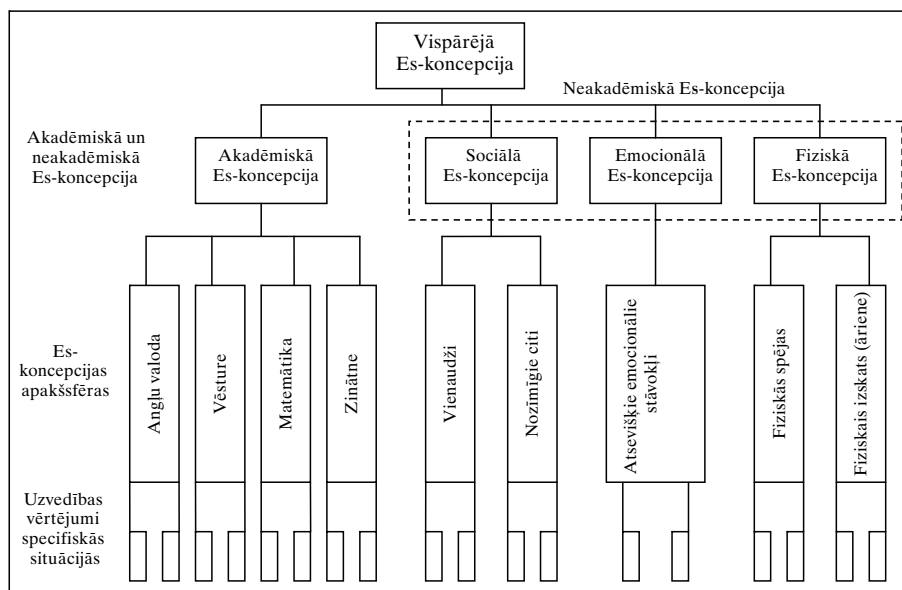 Vispārējā
Es-koncepcija
Neakadēmiskā Es-koncepcija
Akadēmiskā un
neakadēmiskā
Es-koncepcija
Akadēmiskā
Es-koncepcija
Sociālā
Es-koncepcija
Emocionālā
Es-koncepcija
Fiziskā
Es-koncepcija
Es-
koncepcijas
apakšsfēras
Angļu valoda
Vēsture
Matemātika
Zinātne
Vienaudži
Nozīmīgie citi
Atsevišķie emocionālie
stāvokļi
Fiziskās spējas
Fiziskais izskats (āriene)
Uzvedības
vērtējumi
specifiskās
situācijās